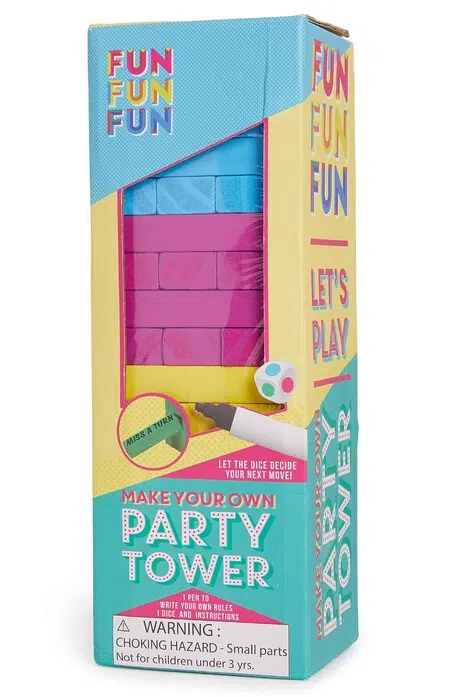 FUN
FUN
FUN
MISS A TURN
LET THE DICE DECIDE
YOUR NEXT MOVE!
MAKE YOUR OWN
PARTY
TOWER
1 PEN TO
WRITE YOUR OWN RULES
1 DICE AND INSTRUCTIONS
WARNING :
CHOKING HAZARD - Small parts
Not for children under 3 yrs.
FUN
FUN
FUN
LET'S
PLAY
MAKE YOUR OWN
PARTY
TOWER